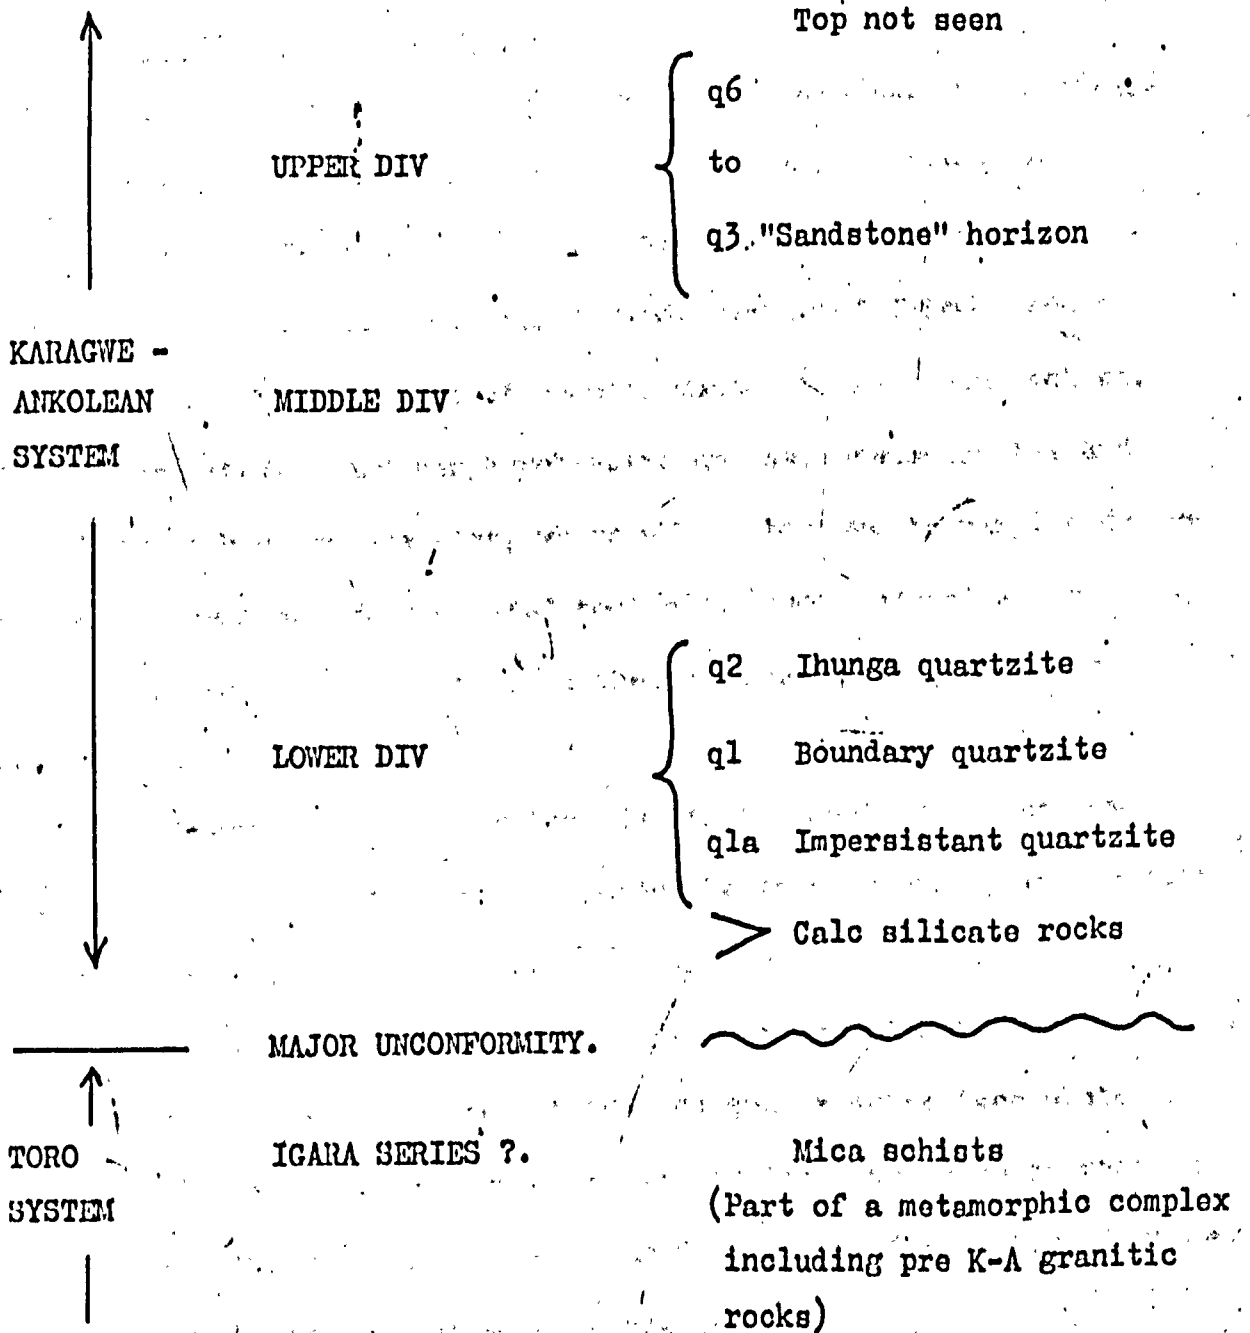 Top not seen
q6
to
UPPER DIV
q3."Sandstone" horizon
KARAGWE -
ANKOLEAN
SYSTEM
MIDDLE DIV
q2 Ihunga quartzite
LOWER DIV
q1 Boundary quartzite
q1a Impersistant quartzite
Calc silicate rocks
MAJOR UNCONFORMITY.
TORO
SYSTEM
IGARA SERIES ?.
Mica schists
(Part of a metamorphic complex
including pre K-A granitic
rocks)